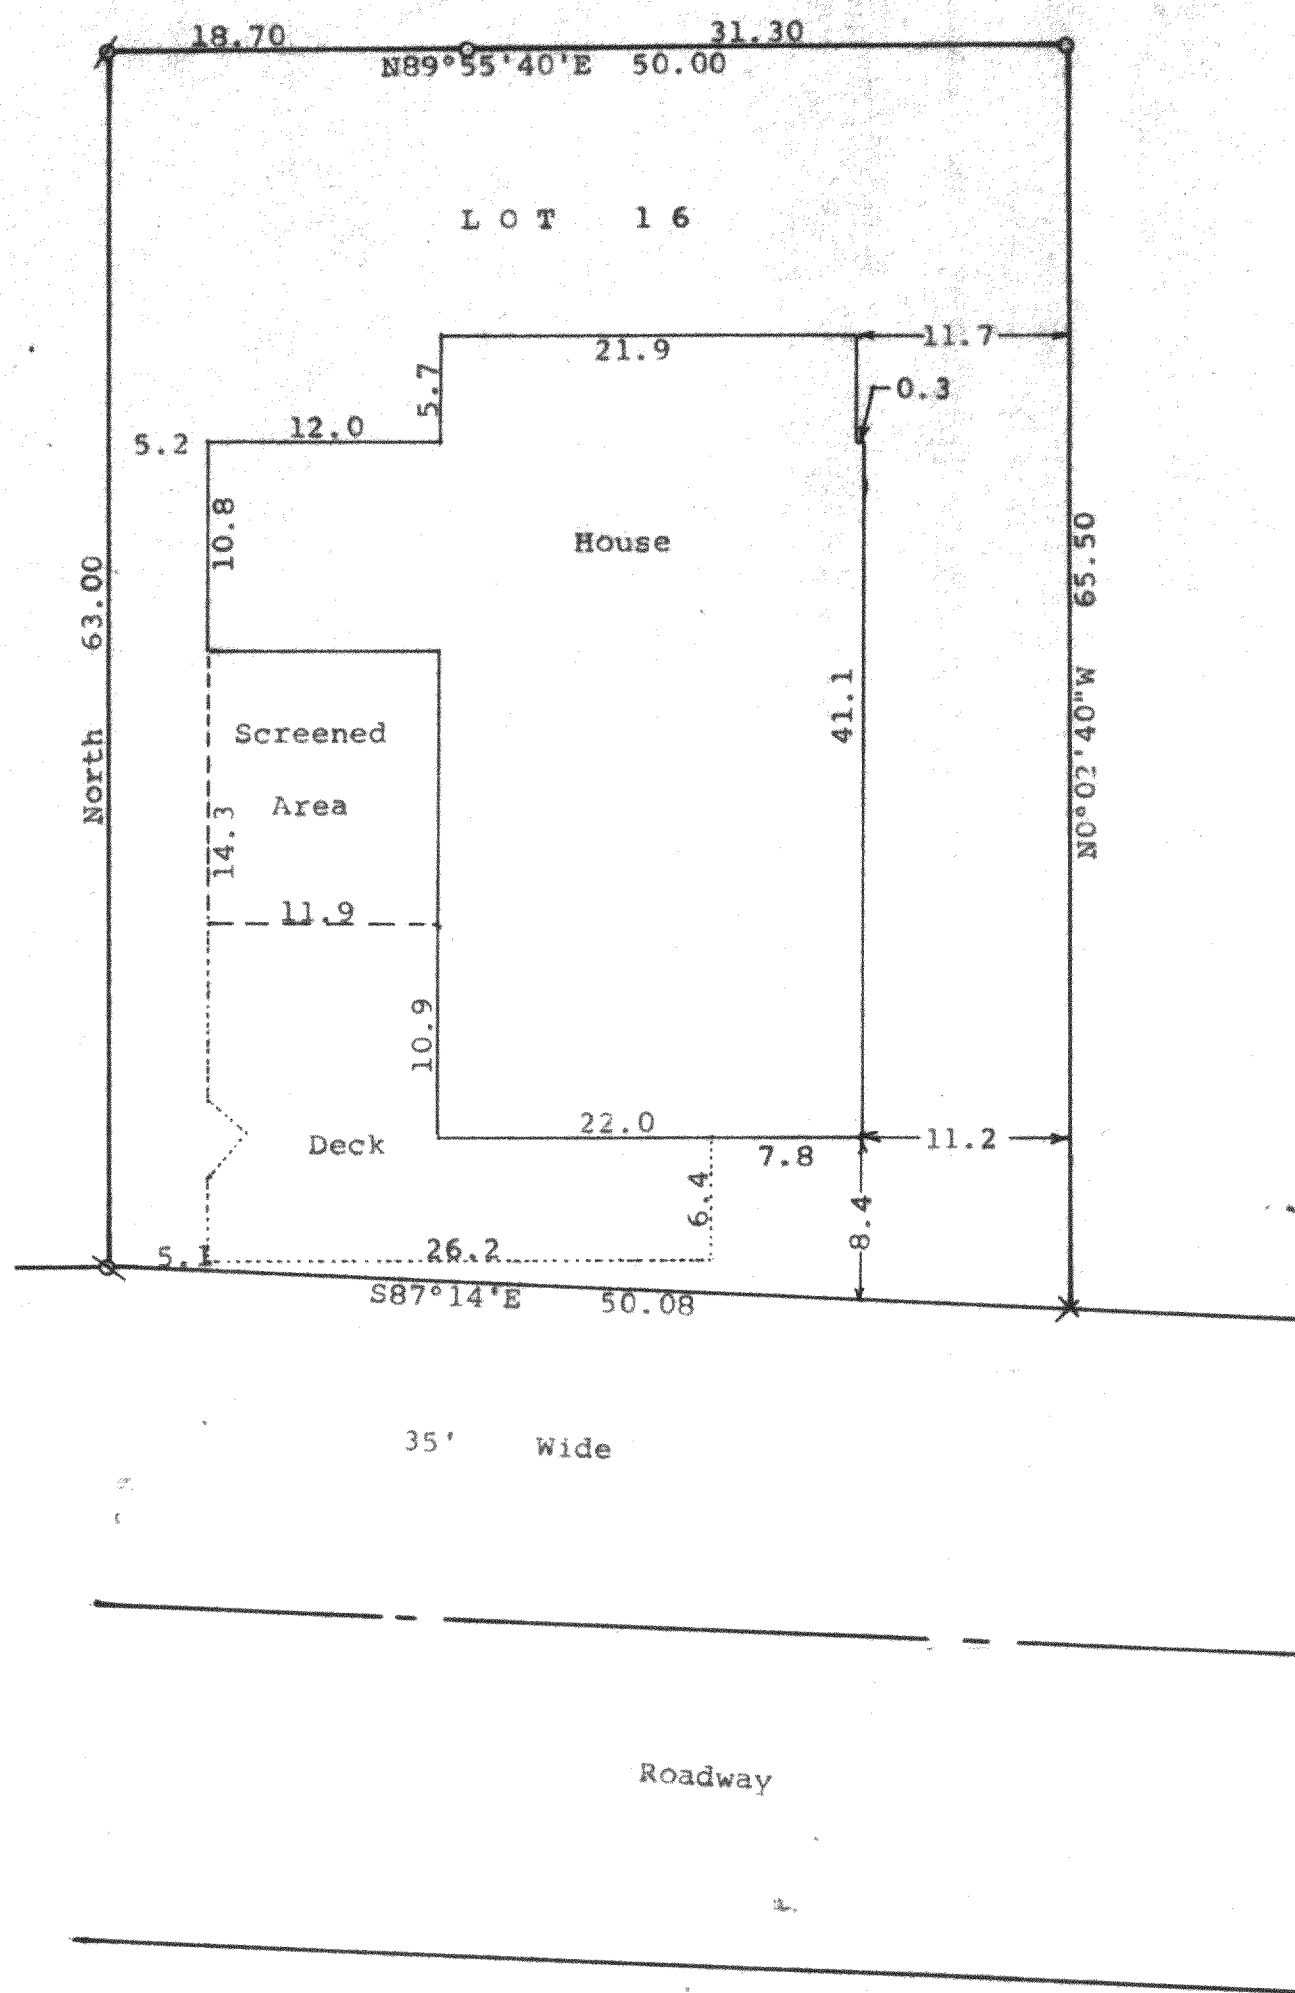 18.70 31.30
N89°55'40'E 50.00
LOT 16
11.7
21.9
5.7
0.3
12.0
5.2
10.8
House
North 63.00
N0°02'40"W 65.50
41.1
Screened
Area
14.3
11.9
10.9
22.0
11.2
Deck
7.8
6.4
8.4
5.1
26.2
S87°14'E 50.08
35' Wide
Roadway